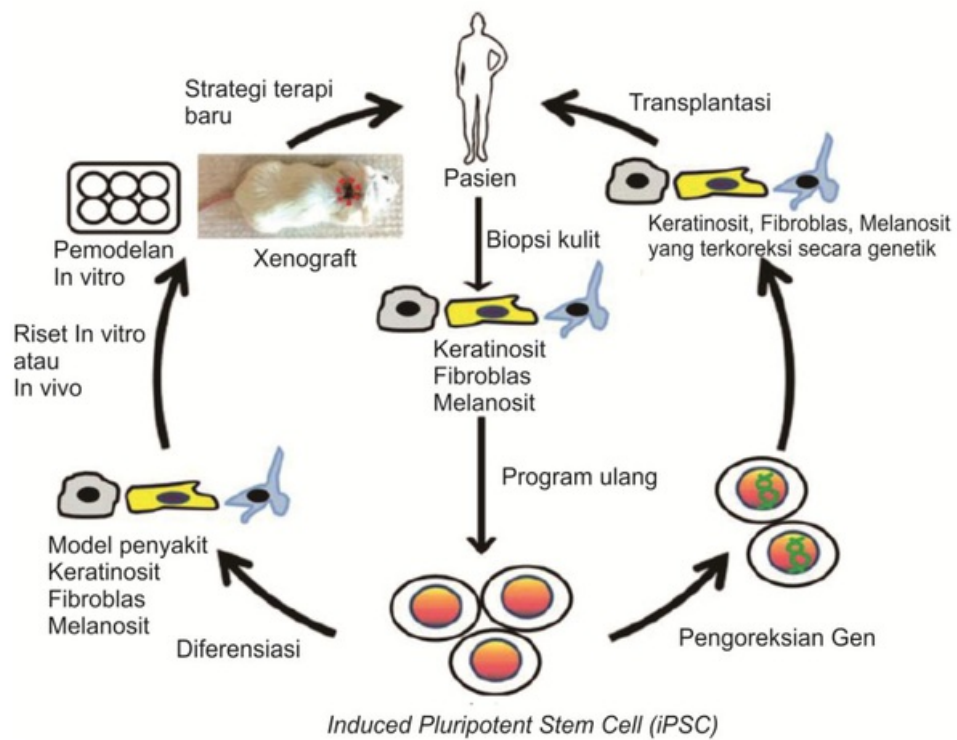 Pasien
Strategi terapi
baru
Transplantasi
Pemodelan
In vitro
Xenograft
Biopsi kulit
Keratinosit, Fibroblas, Melanosit
yang terkoreksi secara genetik
Keratinosit
Fibroblas
Melanosit
Riset In vitro
atau
In vivo
Program ulang
Model penyakit
Keratinosit
Fibroblas
Melanosit
Diferensiasi
Pengoreksian Gen
Induced Pluripotent Stem Cell (iPSC)